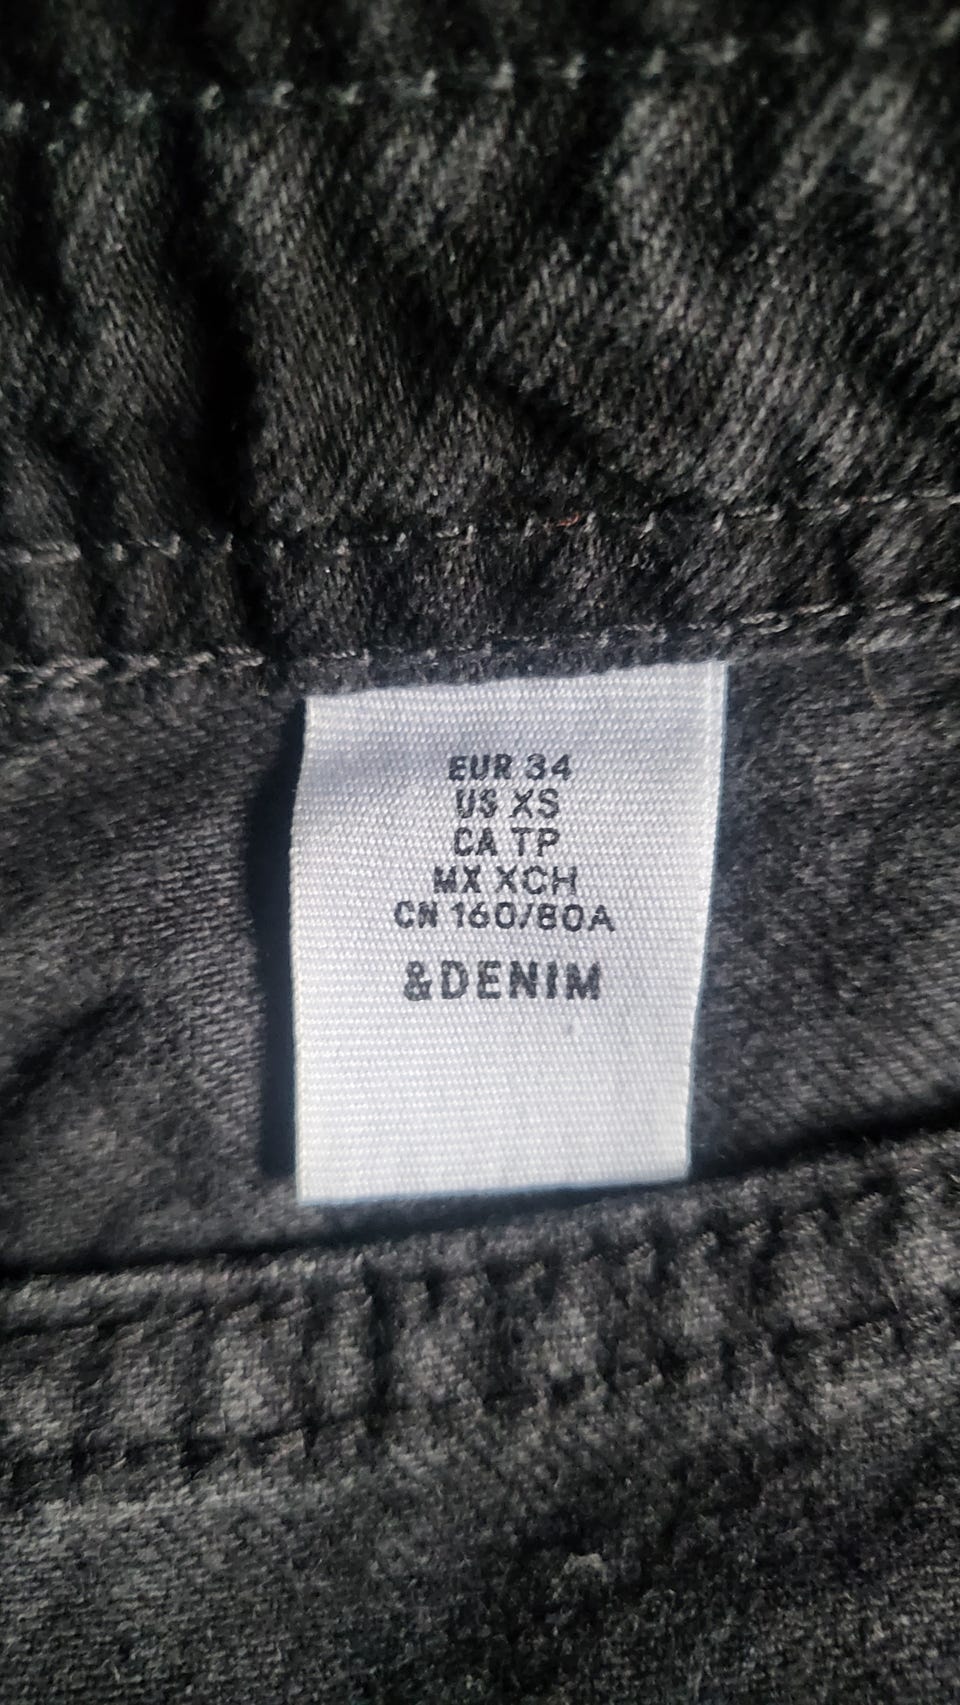 EUR 34
US XS
CA TP
MX XCH
CN 160/80A
&DENIM